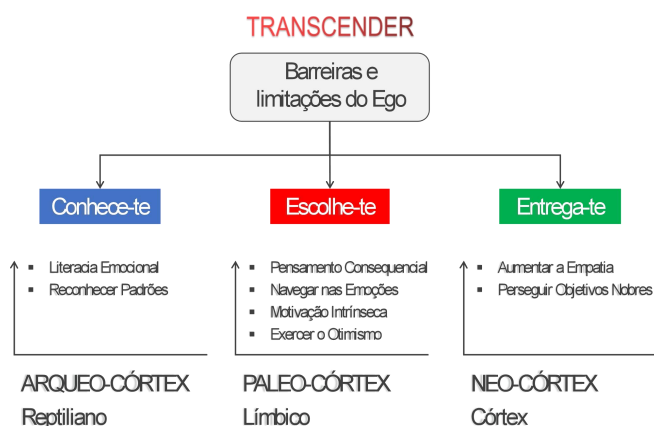 TRANSCENDER
Barreiras e
limitações do Ego
Conhece-te
Escolhe-te
Entrega-te
▪ Literacia Emocional
▪ Reconhecer Padrões
▪ Pensamento Consequencial
▪ Navegar nas Emoções
▪ Motivação Intrínseca
▪ Exercer o Otimismo
▪ Aumentar a Empatia
▪ Perseguir Objetivos Nobres
ARQUEO-CÓRTEX
Reptiliano
PALEO-CÓRTEX
Límbico
NEO-CÓRTEX
Córtex